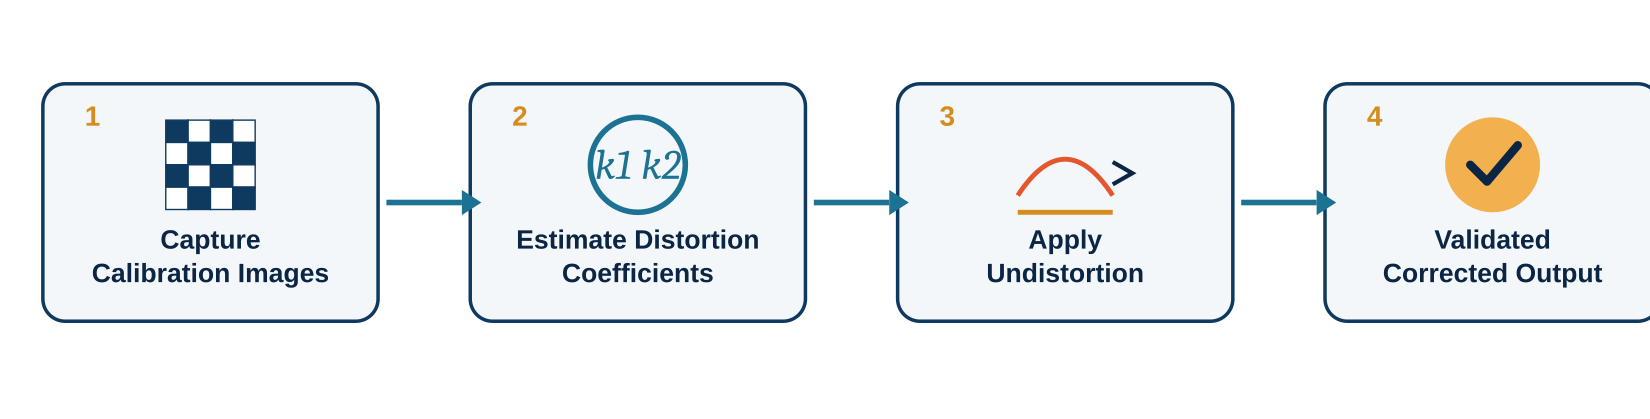 1
Capture
Calibration Images
2
k1 k2
Estimate Distortion
Coefficients
3
Apply
Undistortion
4
Validated
Corrected Output